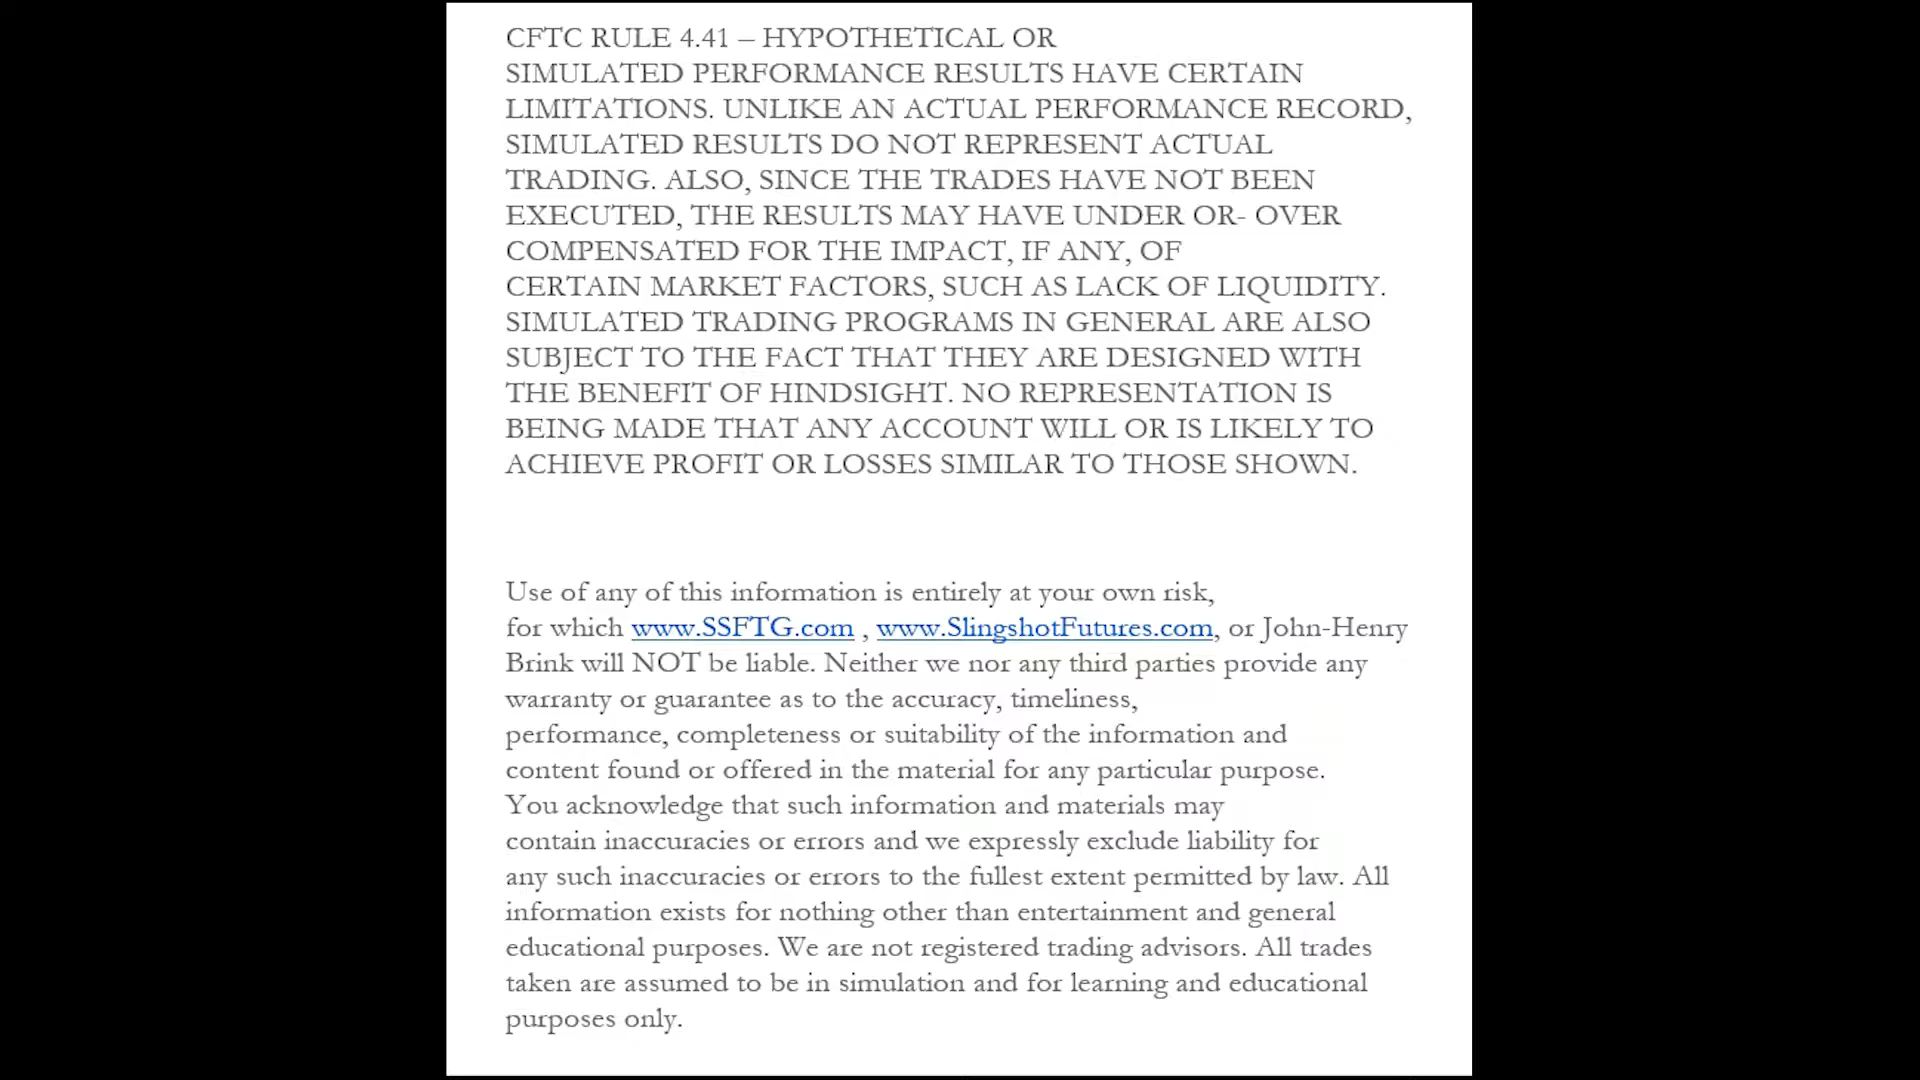 CFTC RULE 4.41 – HYPOTHETICAL OR
SIMULATED PERFORMANCE RESULTS HAVE CERTAIN
LIMITATIONS. UNLIKE AN ACTUAL PERFORMANCE RECORD,
SIMULATED RESULTS DO NOT REPRESENT ACTUAL
TRADING. ALSO, SINCE THE TRADES HAVE NOT BEEN
EXECUTED, THE RESULTS MAY HAVE UNDER OR- OVER
COMPENSATED FOR THE IMPACT, IF ANY, OF
CERTAIN MARKET FACTORS, SUCH AS LACK OF LIQUIDITY.
SIMULATED TRADING PROGRAMS IN GENERAL ARE ALSO
SUBJECT TO THE FACT THAT THEY ARE DESIGNED WITH
THE BENEFIT OF HINDSIGHT. NO REPRESENTATION IS
BEING MADE THAT ANY ACCOUNT WILL OR IS LIKELY TO
ACHIEVE PROFIT OR LOSSES SIMILAR TO THOSE SHOWN.
Use of any of this information is entirely at your own risk,
for which www.SSFTG.com , www.SlingshotFutures.com, or John-Henry
Brink will NOT be liable. Neither we nor any third parties provide any
warranty or guarantee as to the accuracy, timeliness,
performance, completeness or suitability of the information and
content found or offered in the material for any particular purpose.
You acknowledge that such information and materials may
contain inaccuracies or errors and we expressly exclude liability for
any such inaccuracies or errors to the fullest extent permitted by law. All
information exists for nothing other than entertainment and general
educational purposes. We are not registered trading advisors. All trades
taken are assumed to be in simulation and for learning and educational
purposes only.